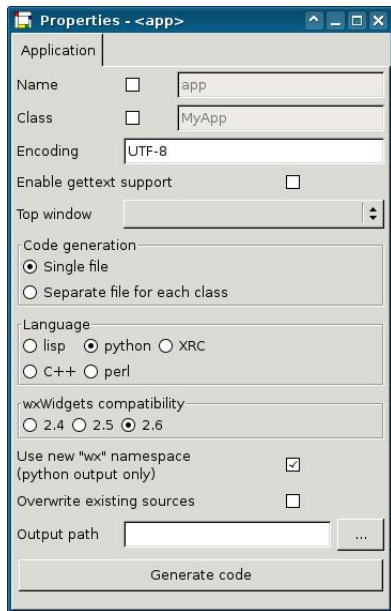 Properties - <app>
Application
Name app
Class MyApp
Encoding UTF-8
Enable gettext support
Top window
Code generation
Single file
Separate file for each class
Language
lisp python XRC
C++ perl
wxWidgets compatibility
2.4 2.5 2.6
Use new "wx" namespace
(python output only)
Overwrite existing sources
Output path ...
Generate code